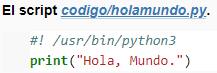 El script codigo/holamundo.py.
#! /usr/bin/python3
print("Hola, Mundo.")